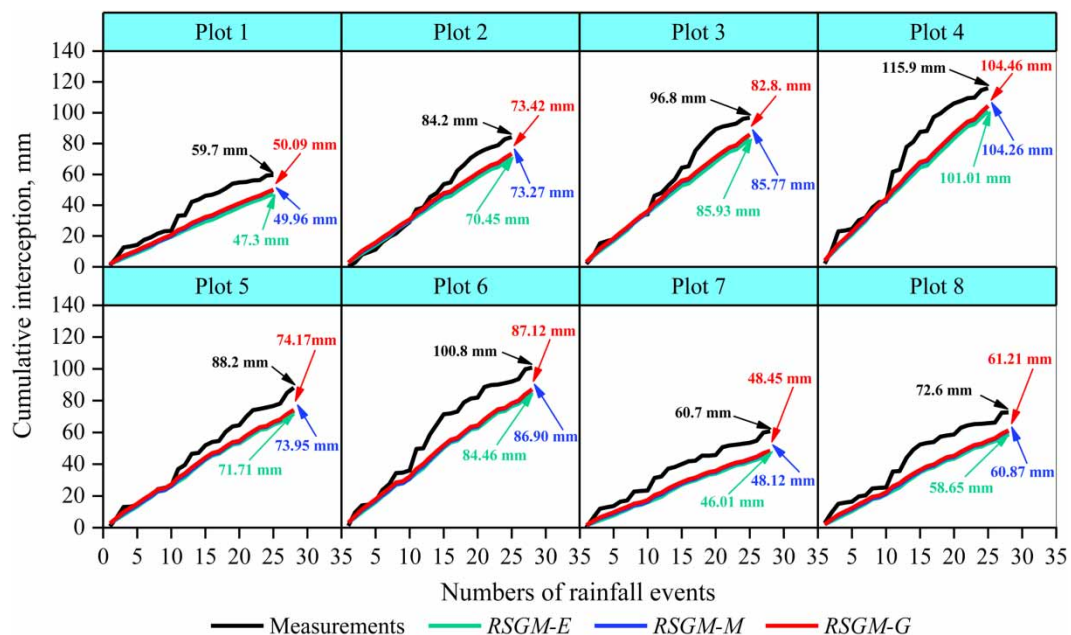 Plot 1 Plot 2 Plot 3 Plot 4
140
120
100
80
60
40
20
0
59.7 mm
50.09 mm
49.96 mm
47.3 mm
84.2 mm
73.42 mm
73.27 mm
70.45 mm
96.8 mm
82.8. mm
85.77 mm
85.93 mm
115.9 mm
104.46 mm
104.26 mm
101.01 mm
Cumulative interception, mm
Plot 5 Plot 6 Plot 7 Plot 8
140
120
100
80
60
40
20
0
88.2 mm
74.17mm
73.95 mm
71.71 mm
100.8 mm
87.12 mm
86.90 mm
84.46 mm
60.7 mm
48.45 mm
48.12 mm
46.01 mm
72.6 mm
61.21 mm
60.87 mm
58.65 mm
0 5 10 15 20 25 30 35 5 10 15 20 25 30 35 5 10 15 20 25 30 35 5 10 15 20 25 30 35
Numbers of rainfall events
Measurements RSGM-E RSGM-M RSGM-G